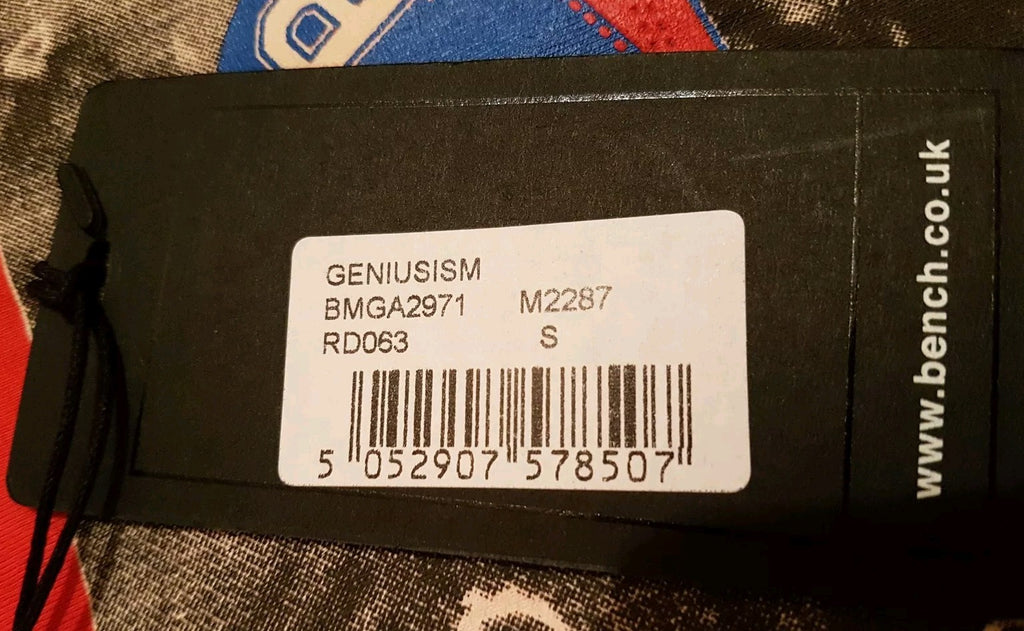 GENIUSISM
BMGA2971 M2287
RD063 S
5 052907 578507
www.bench.co.uk